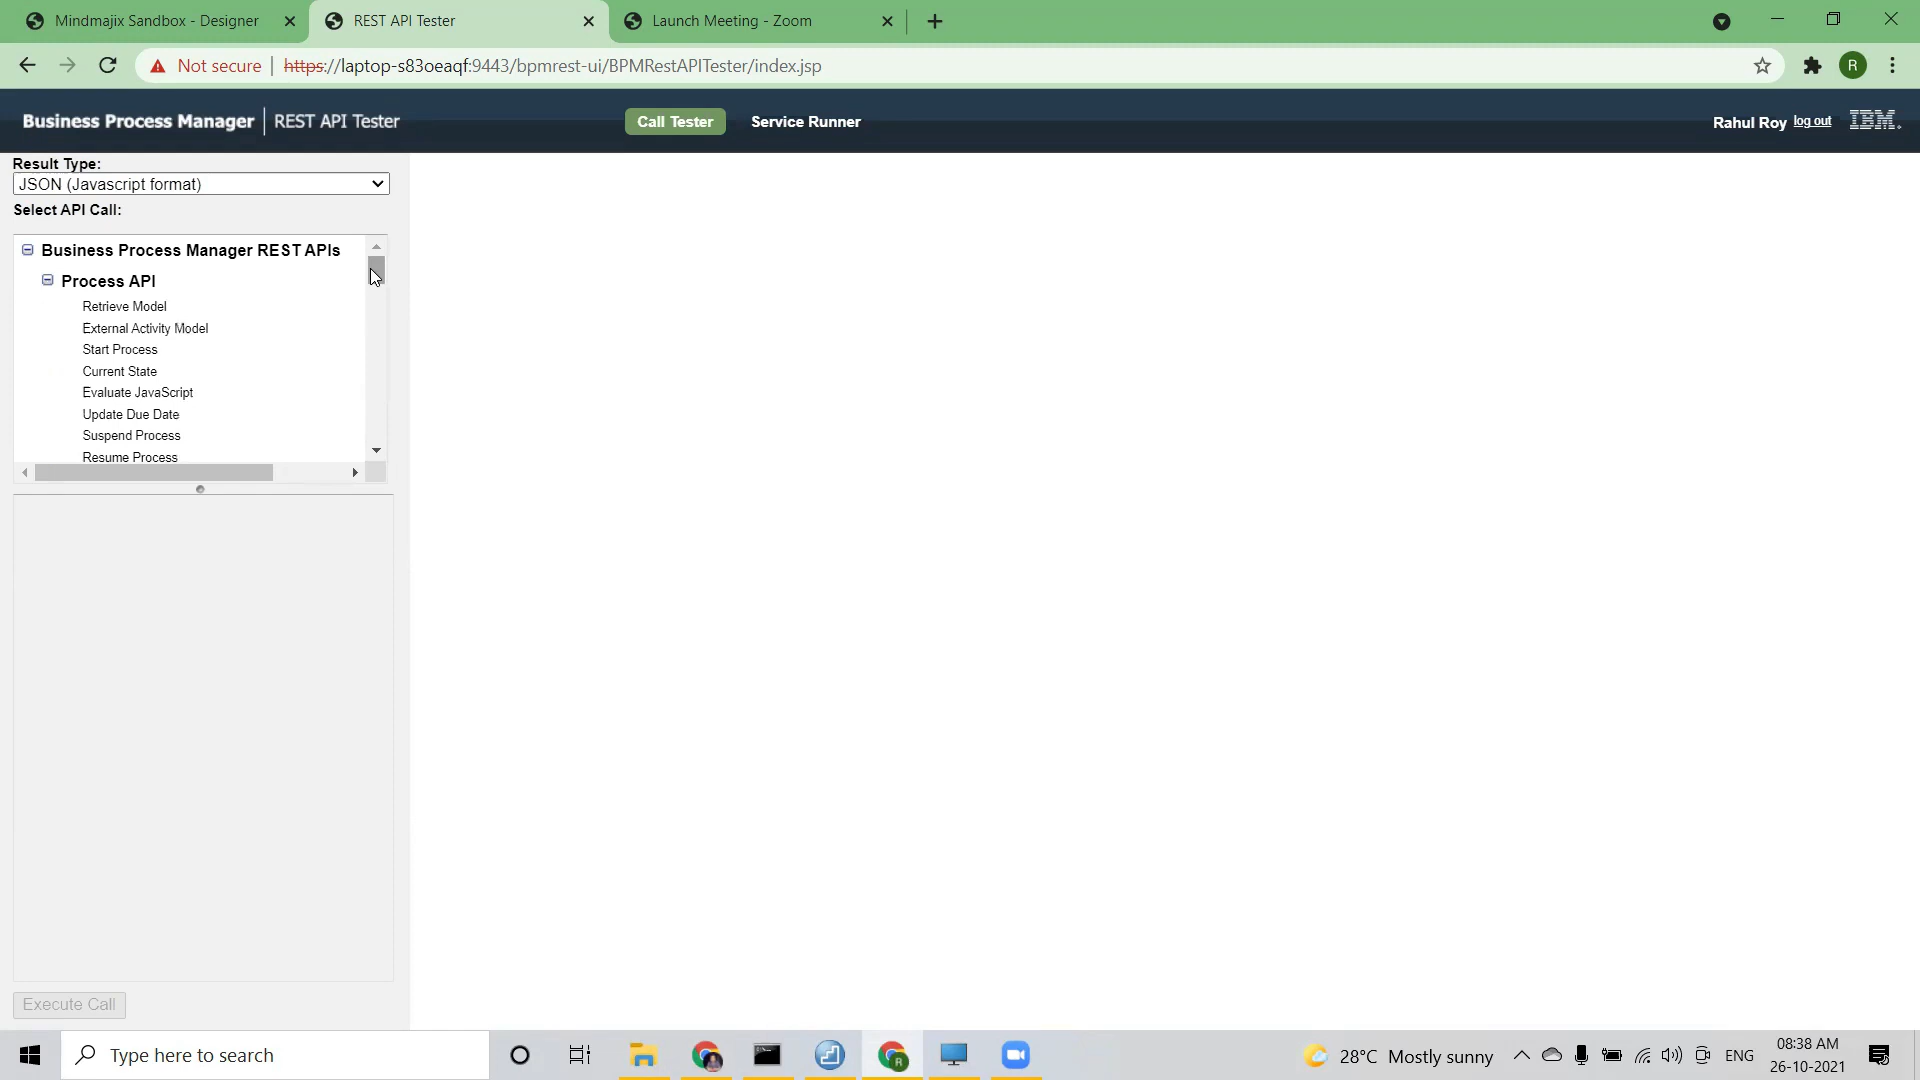 Mindmajix Sandbox - Designer
REST API Tester
Launch Meeting - Zoom
Not secure
https://laptop-s83oeaqf:9443/bpmrest-ui/BPMRestAPITester/index.jsp
R
Business Process Manager | REST API Tester
Call Tester
Service Runner
Rahul Roy log out
IBM.
Result Type:
JSON (Javascript format)
Select API Call:
Business Process Manager REST APIs
Process API
Retrieve Model
External Activity Model
Start Process
Current State
Evaluate JavaScript
Update Due Date
Suspend Process
Resume Process
Execute Call
Type here to search
R
28°C Mostly sunny
ENG
08:38 AM
26-10-2021